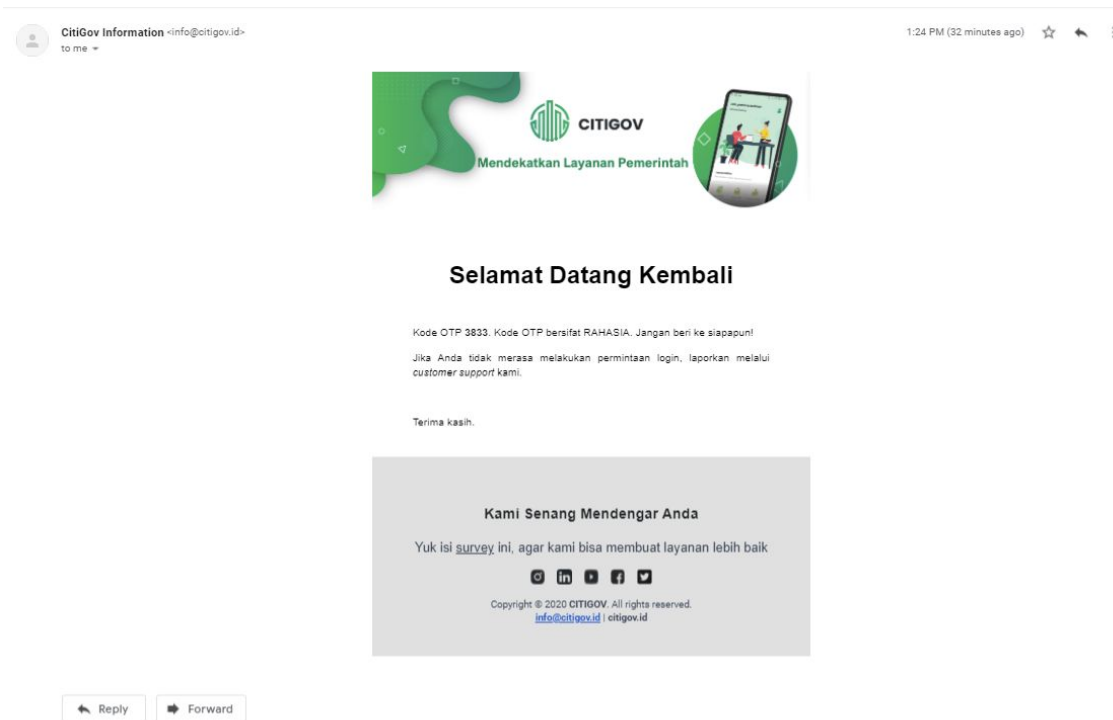 CitiGov Information <info@citigov.id>
1:24 PM (32 minutes ago)
to me
CITIGOV
Mendekatkan Layanan Pemerintah
Selamat Datang Kembali
Kode OTP 3833. Kode OTP bersifat RAHASIA. Jangan beri ke siapapun!
Jika Anda tidak merasa melakukan permintaan login, laporkan melalui
customer support kami.
Terima kasih.
Kami Senang Mendengar Anda
Yuk isi survey ini, agar kami bisa membuat layanan lebih baik
Copyright © 2020 CITIGOV. All rights reserved.
info@citigov.id | citigov.id
Reply
Forward